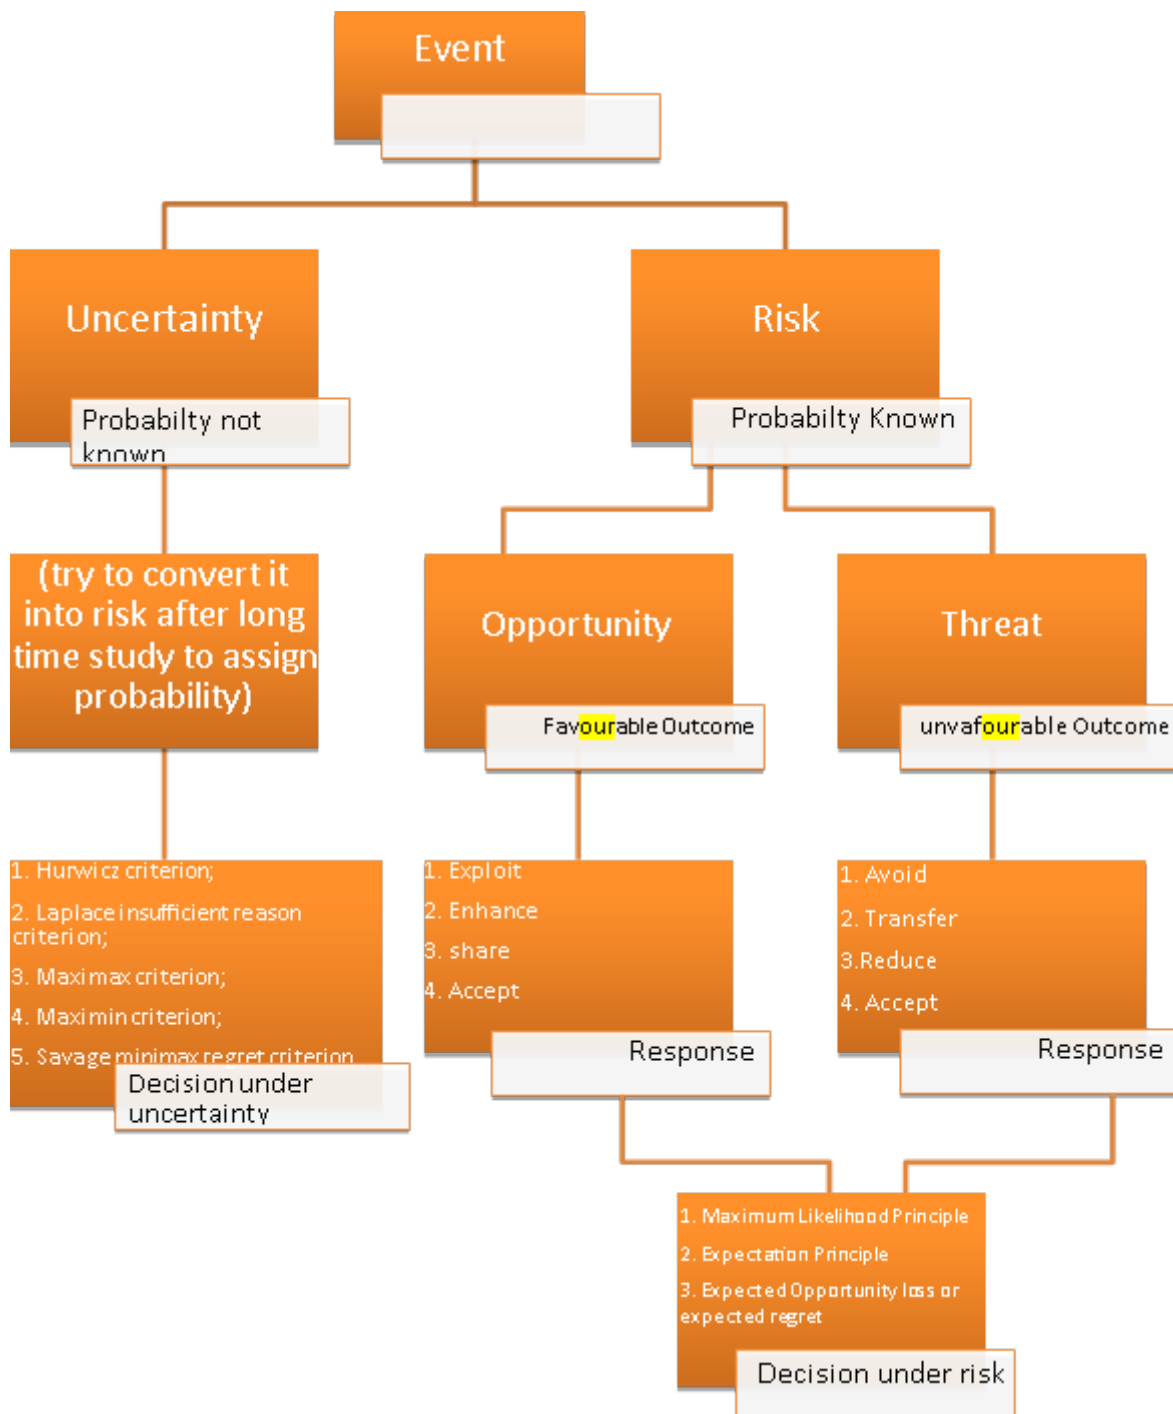 Event
Uncertainty
Probabilty not
known
Risk
Probabilty Known
(try to convert it
into risk after long
time study to assign
probability)
Opportunity
Favourable Outcome
Threat
unvafourable Outcome
1. Hurwicz criterion;
2. Laplace insufficient reason
criterion;
3. Maximax criterion;
4. Maximin criterion;
5. Savage minimax regret criterion
Decision under
uncertainty
1. Exploit
2. Enhance
3. share
4. Accept
Response
1. Avoid
2. Transfer
3.Reduce
4. Accept
Response
1. Maximum Likelihood Principle
2. Expectation Principle
3. Expected Opportunity loss or
expected regret
Decision under risk